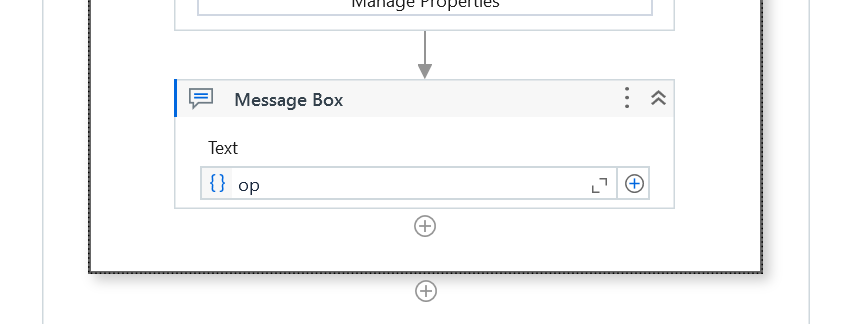 Manage Properties
Message Box
Text
{} op